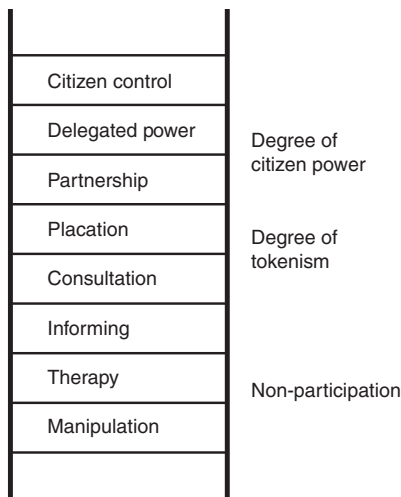 Citizen control
Delegated power
Partnership
Placation
Consultation
Informing
Therapy
Manipulation
Degree of
citizen power
Degree of
tokenism
Non-participation